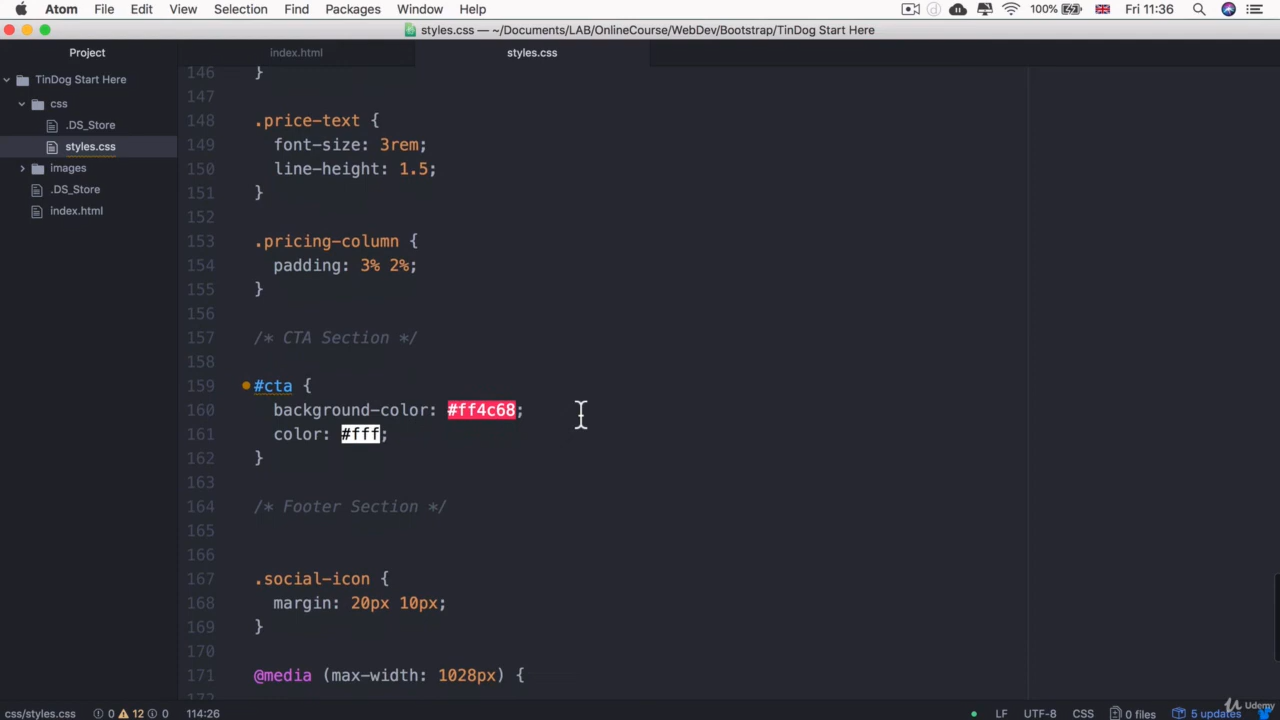 Atom File Edit View Selection Find Packages Window Help 100% Fri 11:36
styles.css — ~/Documents/LAB/OnlineCourse/WebDev/Bootstrap/TinDog Start Here
Project index.html styles.css
TinDog Start Here
css
.DS_Store
styles.css
images
.DS_Store
index.html
146 }
147
148 .price-text {
149 font-size: 3rem;
150 line-height: 1.5;
151 }
152
153 .pricing-column {
154 padding: 3% 2%;
155 }
156
157 /* CTA Section */
158
159 #cta {
160 background-color: #ff4c68;
161 color: #fff;
162 }
163
164 /* Footer Section */
165
166
167 .social-icon {
168 margin: 20px 10px;
169 }
170
171 @media (max-width: 1028px) {
172
css/styles.css 0 12 0 114:26 LF UTF-8 CSS 0 files 5 updates
Udemy